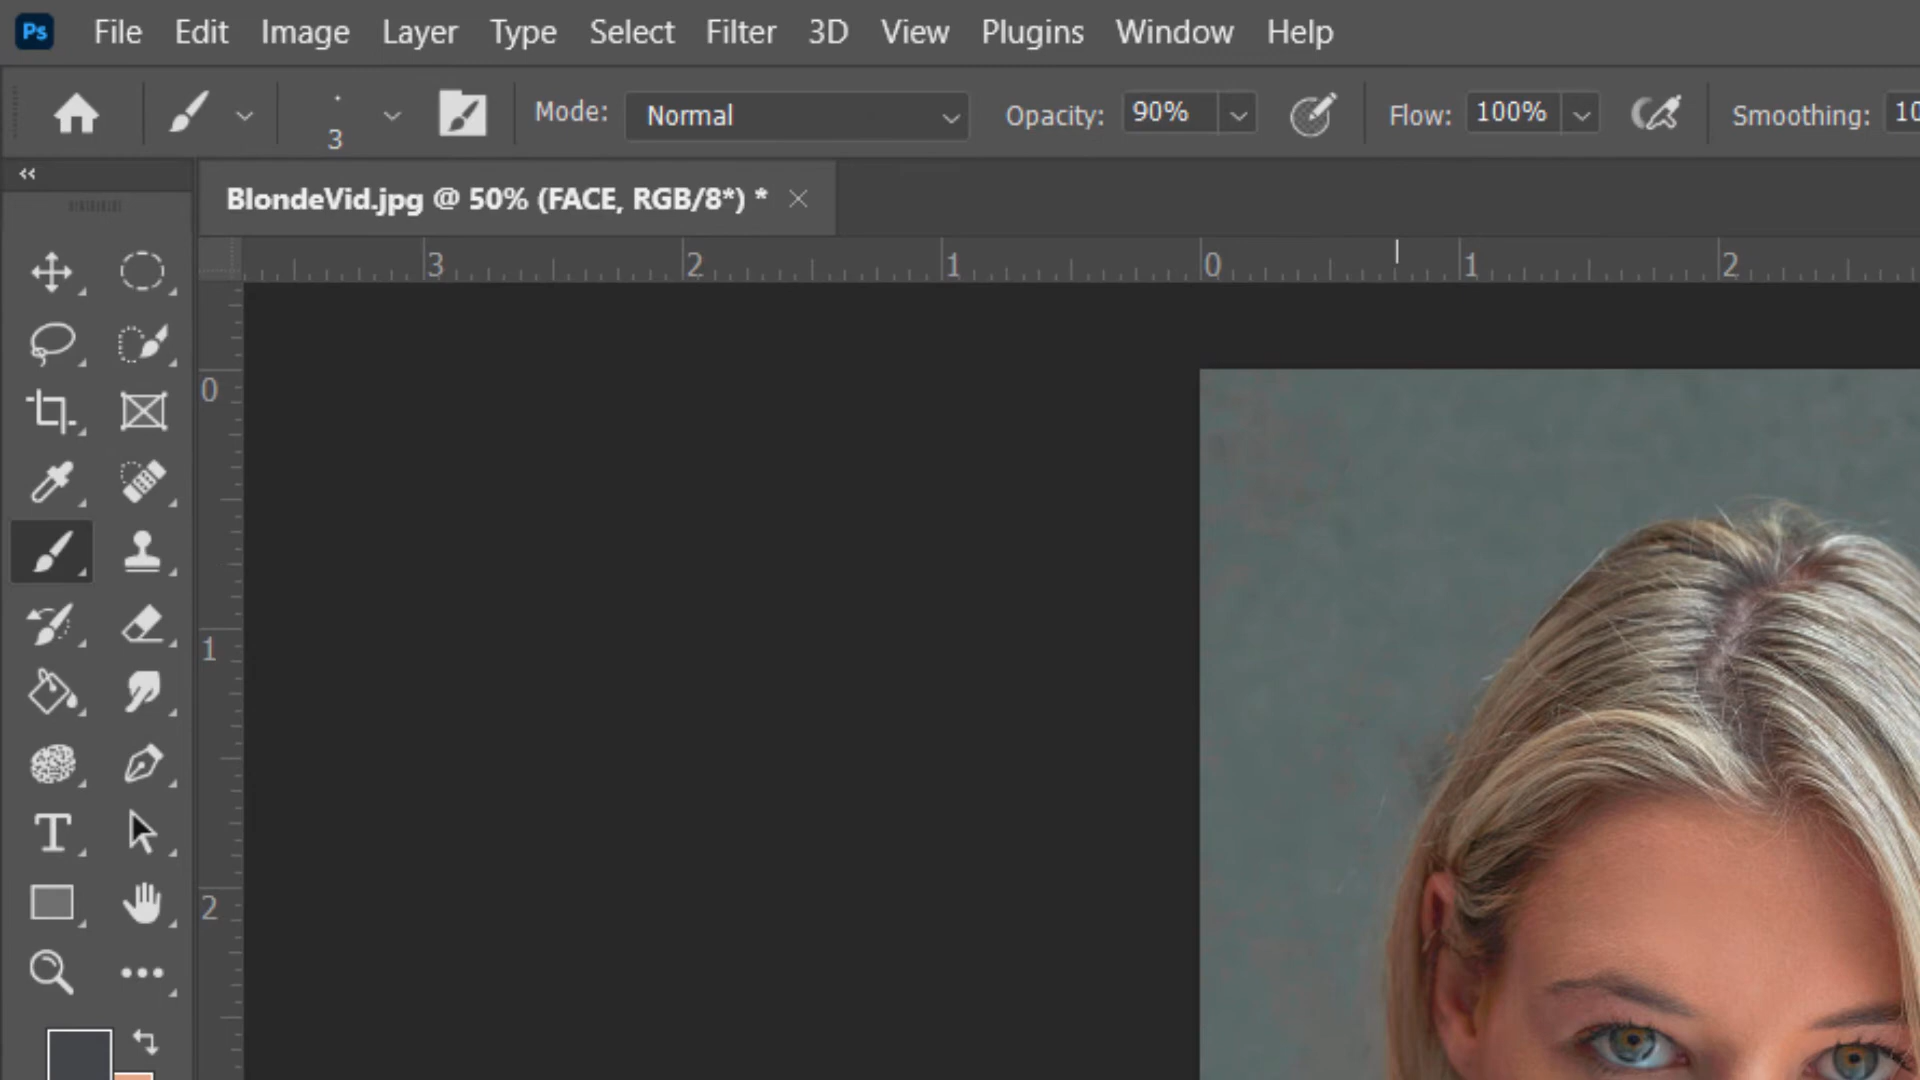 Ps File Edit Image Layer Type Select Filter 3D View Plugins Window Help
3 Mode: Normal Opacity: 90% Flow: 100% Smoothing: 10
BlondeVid.jpg @ 50% (FACE, RGB/8*) *
3 2 1 0 1 2
0
1
2